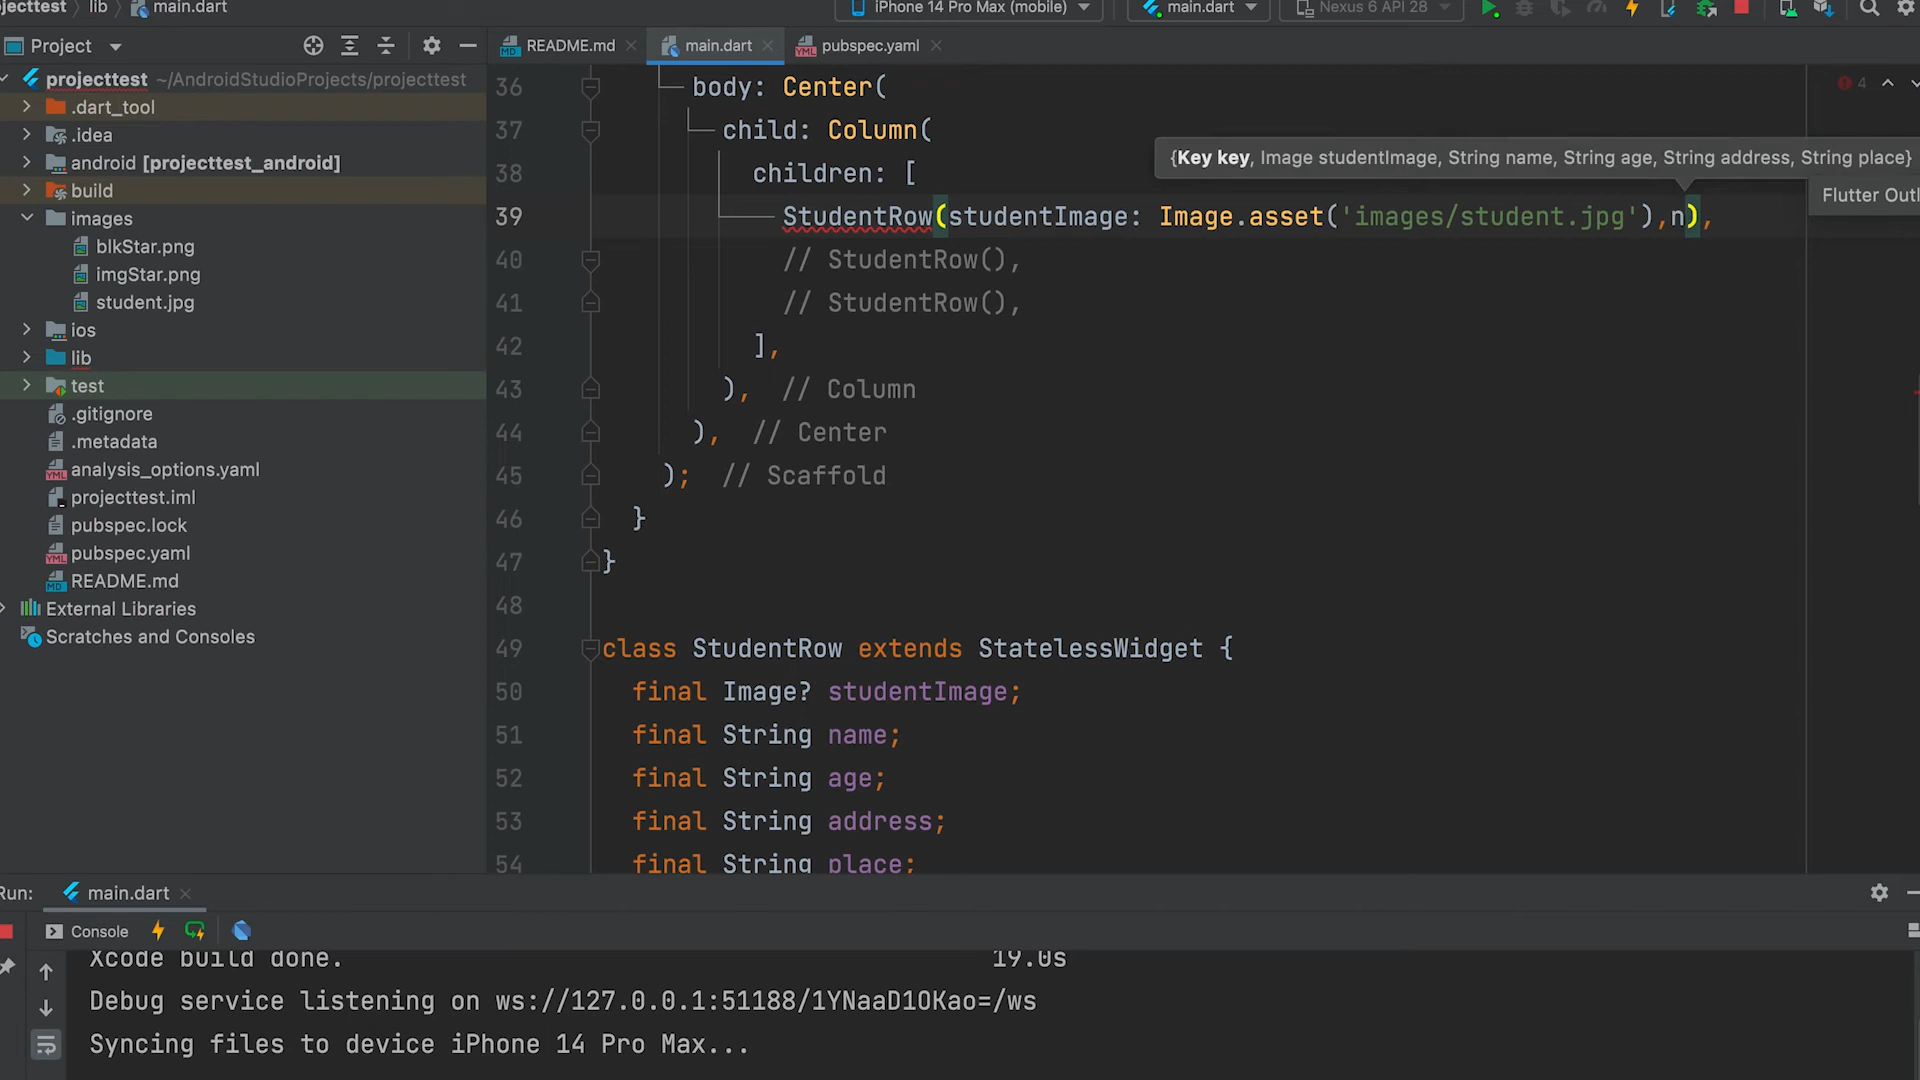 jecttest lib main.dart iPhone 14 Pro Max (mobile) main.dart Nexus 6 API 28
Project README.md main.dart pubspec.yaml
projecttest ~/AndroidStudioProjects/projecttest
.dart_tool
.idea
android [projecttest_android]
build
images
blkStar.png
imgStar.png
student.jpg
ios
lib
test
.gitignore
.metadata
analysis_options.yaml
projecttest.iml
pubspec.lock
pubspec.yaml
README.md
External Libraries
Scratches and Consoles
36 body: Center( 4
37 child: Column(
{Key key, Image studentImage, String name, String age, String address, String place}
38 children: [
Flutter Outl
39 StudentRow(studentImage: Image.asset('images/student.jpg'),n),
40 // StudentRow(),
41 // StudentRow(),
42 ],
43 ), // Column
44 ), // Center
45 ); // Scaffold
46 }
47 }
48
49 class StudentRow extends StatelessWidget {
50 final Image? studentImage;
51 final String name;
52 final String age;
53 final String address;
54 final String place;
Run: main.dart
Console
Xcode build done. 19.0s
Debug service listening on ws://127.0.0.1:51188/1YNaaD1OKao=/ws
Syncing files to device iPhone 14 Pro Max...